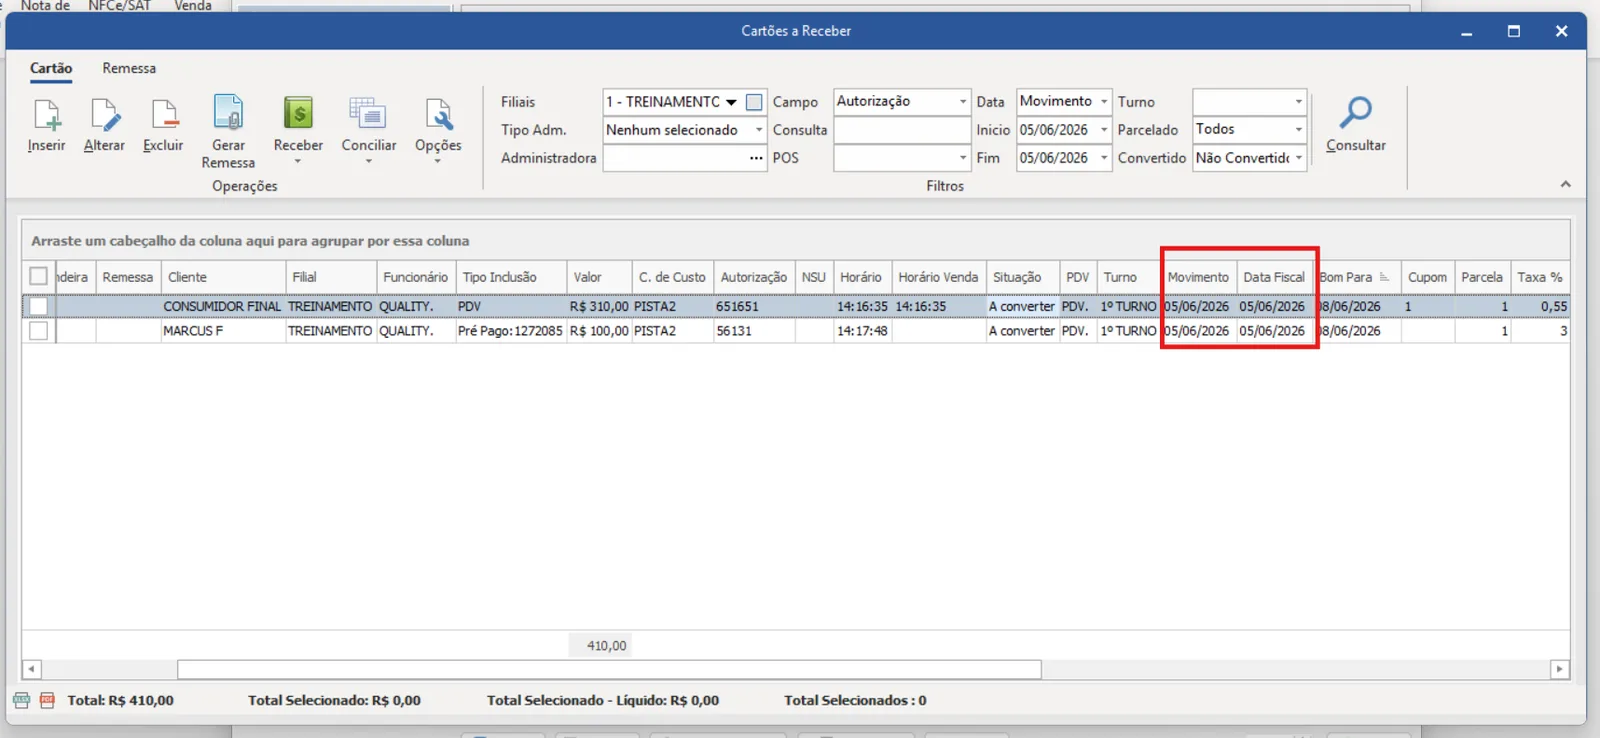 Nota de NFCe/SAT Venda
Cartões a Receber
Cartão Remessa
Inserir Alterar Excluir Gerar Remessa Receber Conciliar Opções
Operações
Filiais 1 - TREINAMENTC Campo Autorização Data Movimento Turno
Tipo Adm. Nenhum selecionado Consulta Inicio 05/06/2026 Parcelado Todos
Administradora ... POS Fim 05/06/2026 Convertido Não Convertidc
Consultar
Filtros
Arraste um cabeçalho da coluna aqui para agrupar por essa coluna
ndeira Remessa Cliente Filial Funcionário Tipo Inclusão Valor C. de Custo Autorização NSU Horário Horário Venda Situação PDV Turno Movimento Data Fiscal Bom Para Cupom Parcela Taxa %
CONSUMIDOR FINAL TREINAMENTO QUALITY. PDV R$ 310,00 PISTA2 651651 14:16:35 14:16:35 A converter PDV. 1º TURNO 05/06/2026 05/06/2026 08/06/2026 1 1 0,55
MARCUS F TREINAMENTO QUALITY. Pré Pago:1272085 R$ 100,00 PISTA2 56131 14:17:48 A converter PDV. 1º TURNO 05/06/2026 05/06/2026 08/06/2026 1 3
410,00
Total: R$ 410,00 Total Selecionado: R$ 0,00 Total Selecionado - Líquido: R$ 0,00 Total Selecionados : 0